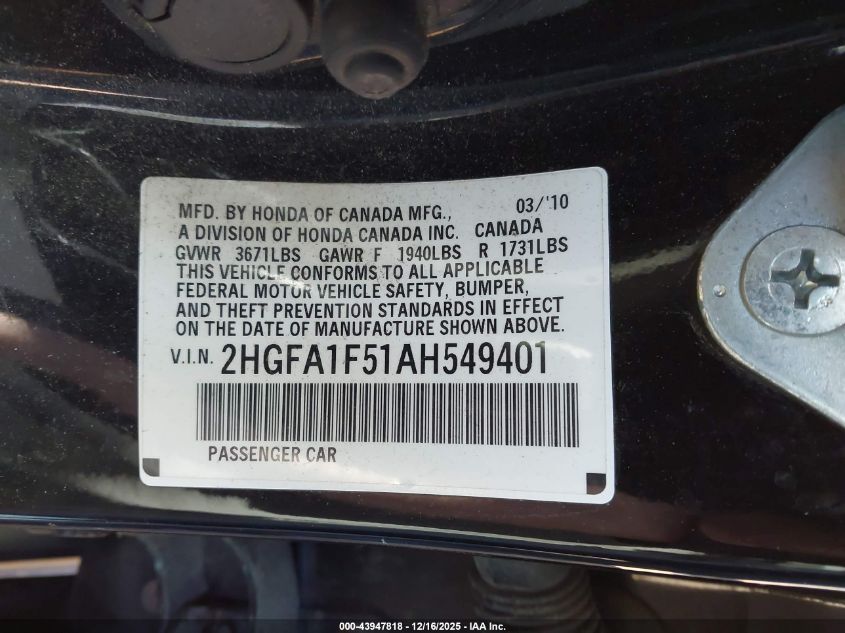 MFD. BY HONDA OF CANADA MFG., 03/'10
A DIVISION OF HONDA CANADA INC. CANADA
GVWR 3671LBS GAWR F 1940LBS R 1731LBS
THIS VEHICLE CONFORMS TO ALL APPLICABLE
FEDERAL MOTOR VEHICLE SAFETY, BUMPER,
AND THEFT PREVENTION STANDARDS IN EFFECT
ON THE DATE OF MANUFACTURE SHOWN ABOVE.
V.I.N. 2HGFA1F51AH549401
PASSENGER CAR
000-43947818 - 12/16/2025 - IAA Inc.